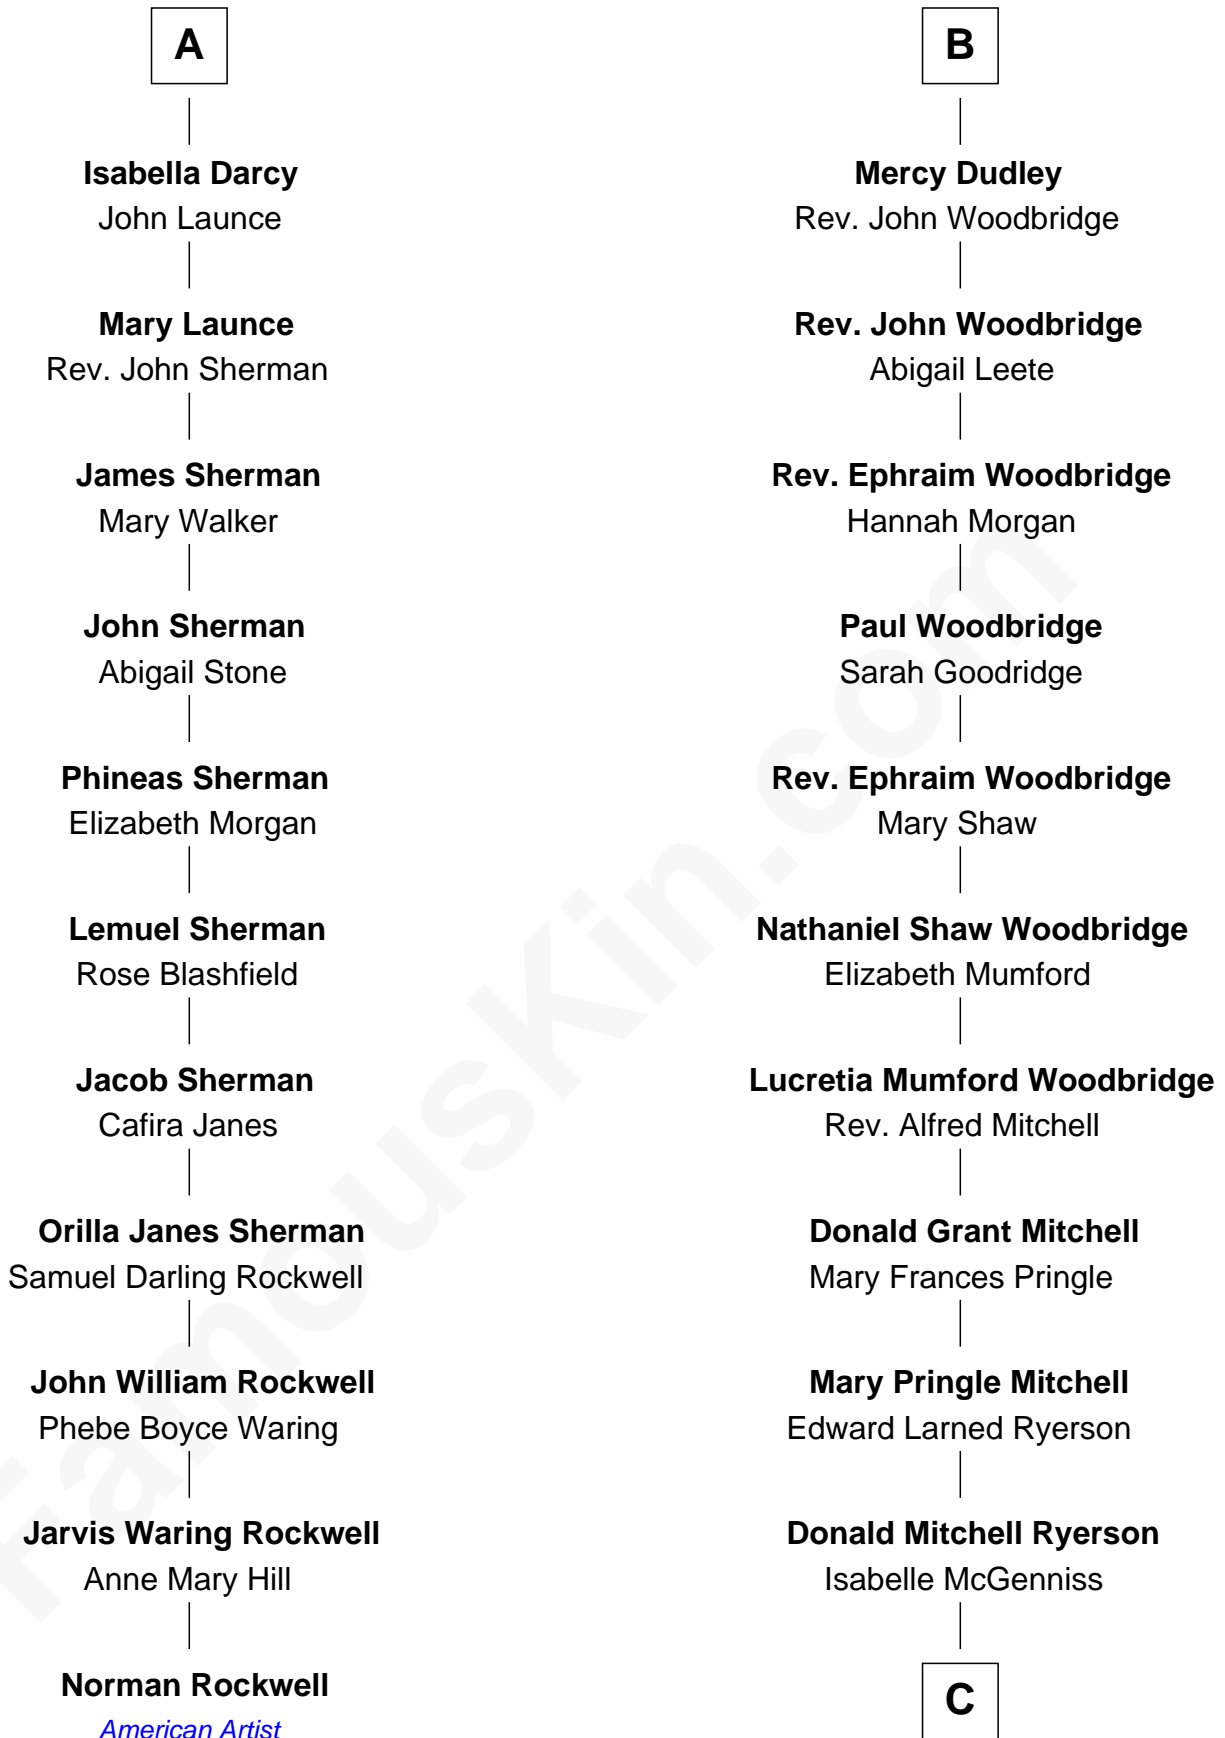 A
Isabella Darcy
John Launce
Mary Launce
Rev. John Sherman
James Sherman
Mary Walker
John Sherman
Abigail Stone
Phineas Sherman
Elizabeth Morgan
Lemuel Sherman
Rose Blashfield
Jacob Sherman
Cafira Janes
Orilla Janes Sherman
Samuel Darling Rockwell
John William Rockwell
Phebe Boyce Waring
Jarvis Waring Rockwell
Anne Mary Hill
Norman Rockwell
American Artist
B
Mercy Dudley
Rev. John Woodbridge
Rev. John Woodbridge
Abigail Leete
Rev. Ephraim Woodbridge
Hannah Morgan
Paul Woodbridge
Sarah Goodridge
Rev. Ephraim Woodbridge
Mary Shaw
Nathaniel Shaw Woodbridge
Elizabeth Mumford
Lucretia Mumford Woodbridge
Rev. Alfred Mitchell
Donald Grant Mitchell
Mary Frances Pringle
Mary Pringle Mitchell
Edward Larned Ryerson
Donald Mitchell Ryerson
Isabelle McGenniss
C
FamousKin.com